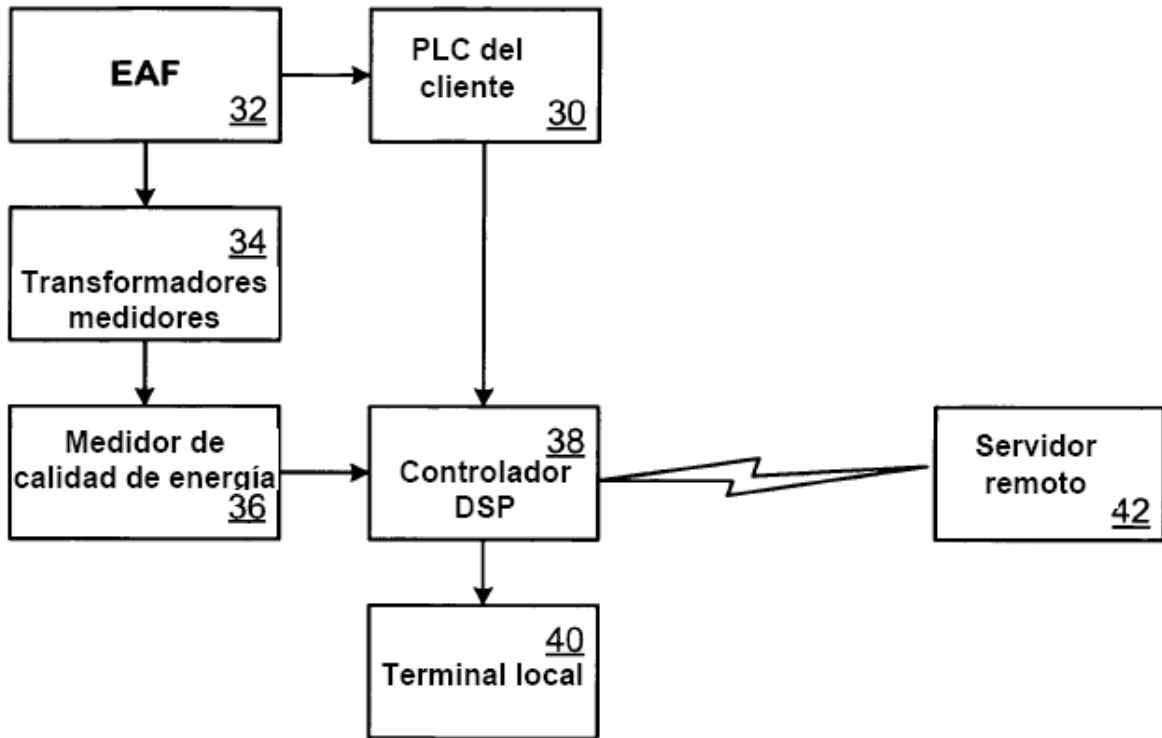 EAF
32
PLC del
cliente
30
34
Transformadores
medidores
Medidor de
calidad de energía
36
38
Controlador
DSP
Servidor
remoto
42
40
Terminal local